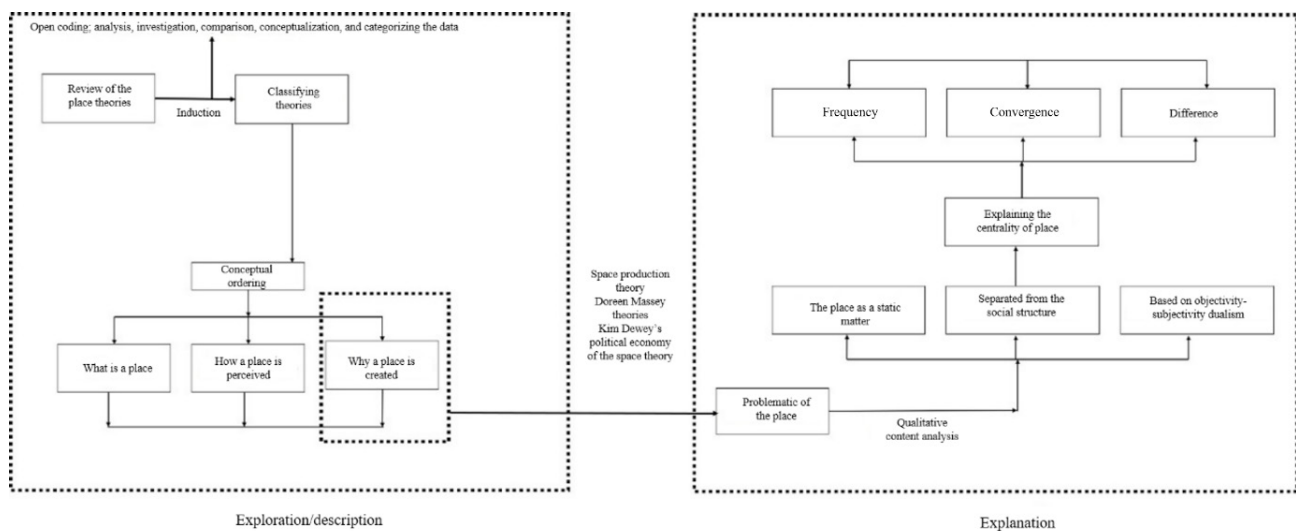 Open coding; analysis, investigation, comparison, conceptualization, and categorizing the data
Review of the
place theories
Induction
Classifying
theories
Conceptual
ordering
What is a place
How a place is
perceived
Why a place is
created
Exploration/description
Space production
theory
Doreen Massey
theories
Kim Dewey's
political economy
of the space theory
Frequency
Convergence
Difference
Explaining the
centrality of place
The place as a static
matter
Separated from the
social structure
Based on objectivity-
subjectivity dualism
Problematic of
the place
Qualitative
content analysis
Explanation